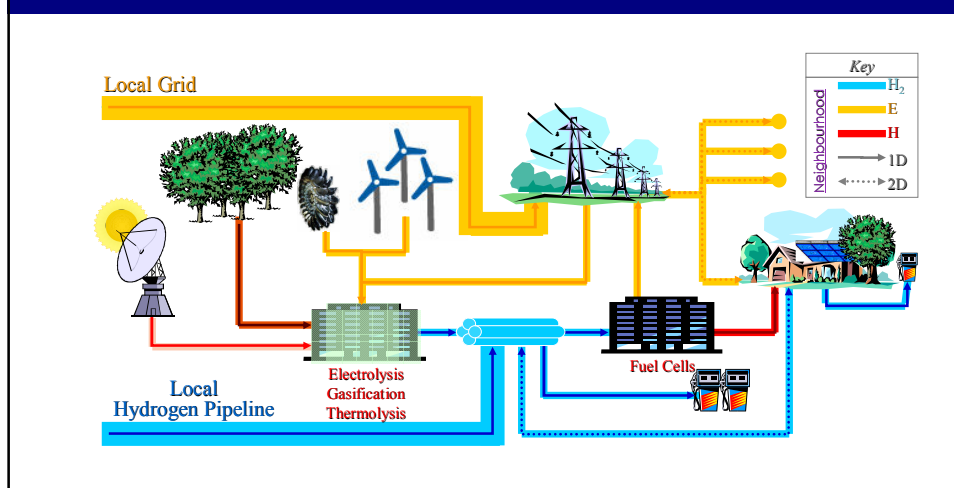 Local Grid
Key
Neighbourhood
H₂
E
H
1D
2D
Fuel Cells
Electrolysis
Gasification
Thermolysis
Local
Hydrogen Pipeline